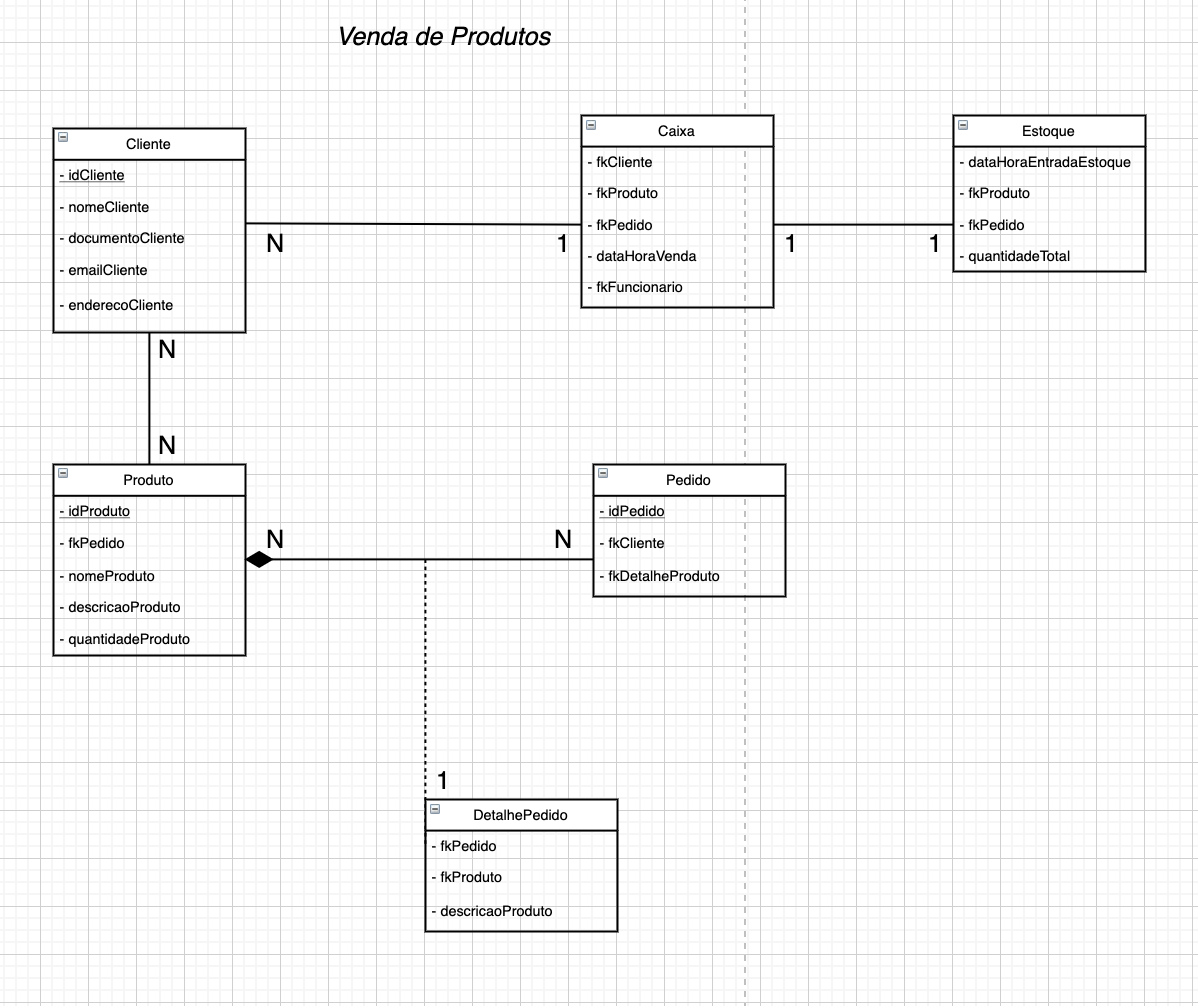 Venda de Produtos
Cliente
- idCliente
- nomeCliente
- documentoCliente
- emailCliente
- enderecoCliente
Caixa
- fkCliente
- fkProduto
- fkPedido
- dataHoraVenda
- fkFuncionario
Estoque
- dataHoraEntradaEstoque
- fkProduto
- fkPedido
- quantidadeTotal
N
1
1
1
N
N
Produto
- idProduto
- fkPedido
- nomeProduto
- descricaoProduto
- quantidadeProduto
N
N
Pedido
- idPedido
- fkCliente
- fkDetalheProduto
1
DetalhePedido
- fkPedido
- fkProduto
- descricaoProduto